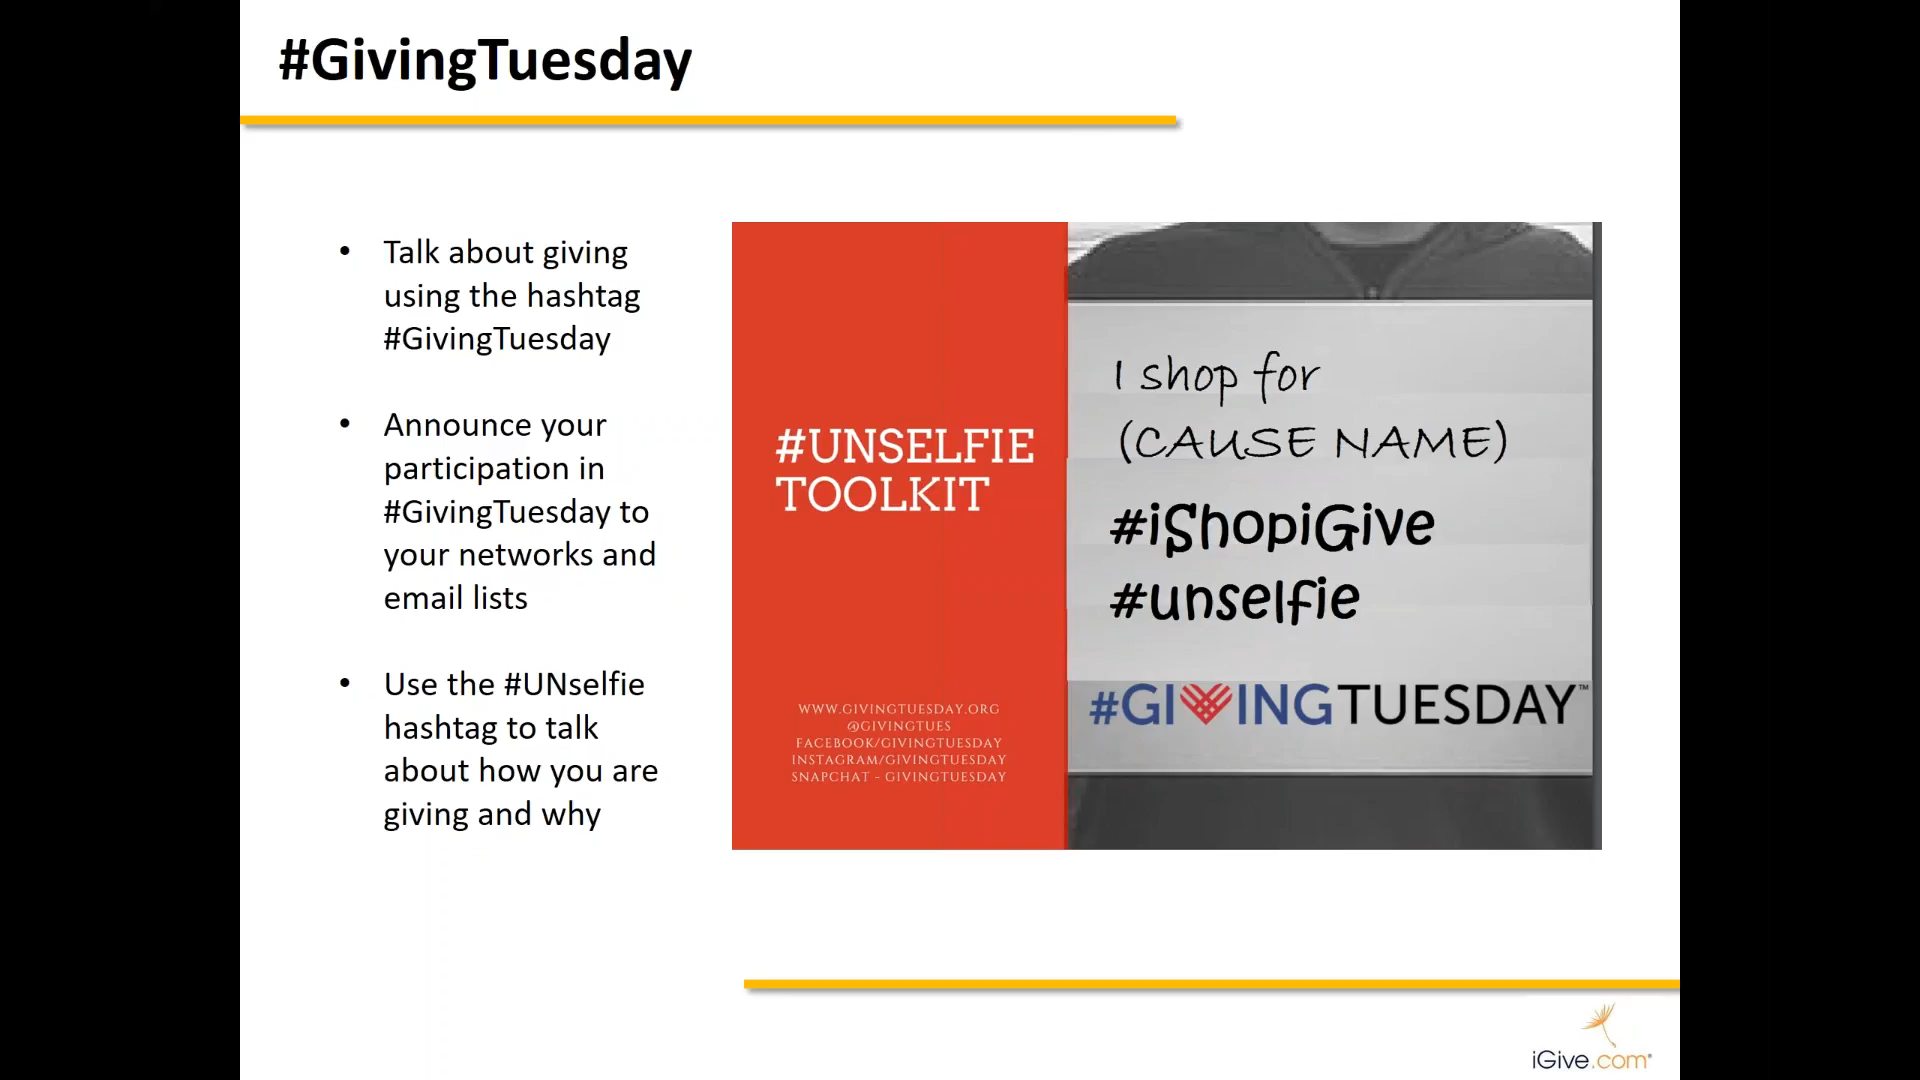 #GivingTuesday
• Talk about giving
using the hashtag
#GivingTuesday
• Announce your
participation in
#GivingTuesday to
your networks and
email lists
• Use the #UNselfie
hashtag to talk
about how you are
giving and why
#UNSELFIE
TOOLKIT
WWW.GIVINGTUESDAY.ORG
@GIVINGTUES
FACEBOOK/GIVINGTUESDAY
INSTAGRAM/GIVINGTUESDAY
SNAPCHAT - GIVINGTUESDAY
I shop for
(CAUSE NAME)
#iShopiGive
#unselfie
#GIVINGTUESDAY™
iGive.com®